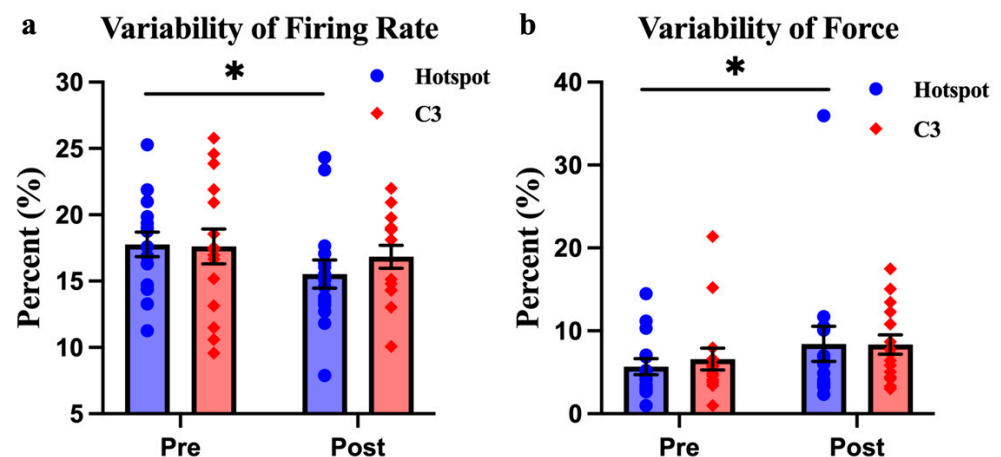 a Variability of Firing Rate
*
Hotspot
C3
Percent (%)
30
25
20
15
10
5
Pre Post
b Variability of Force
*
Hotspot
C3
Percent (%)
40
30
20
10
0
Pre Post